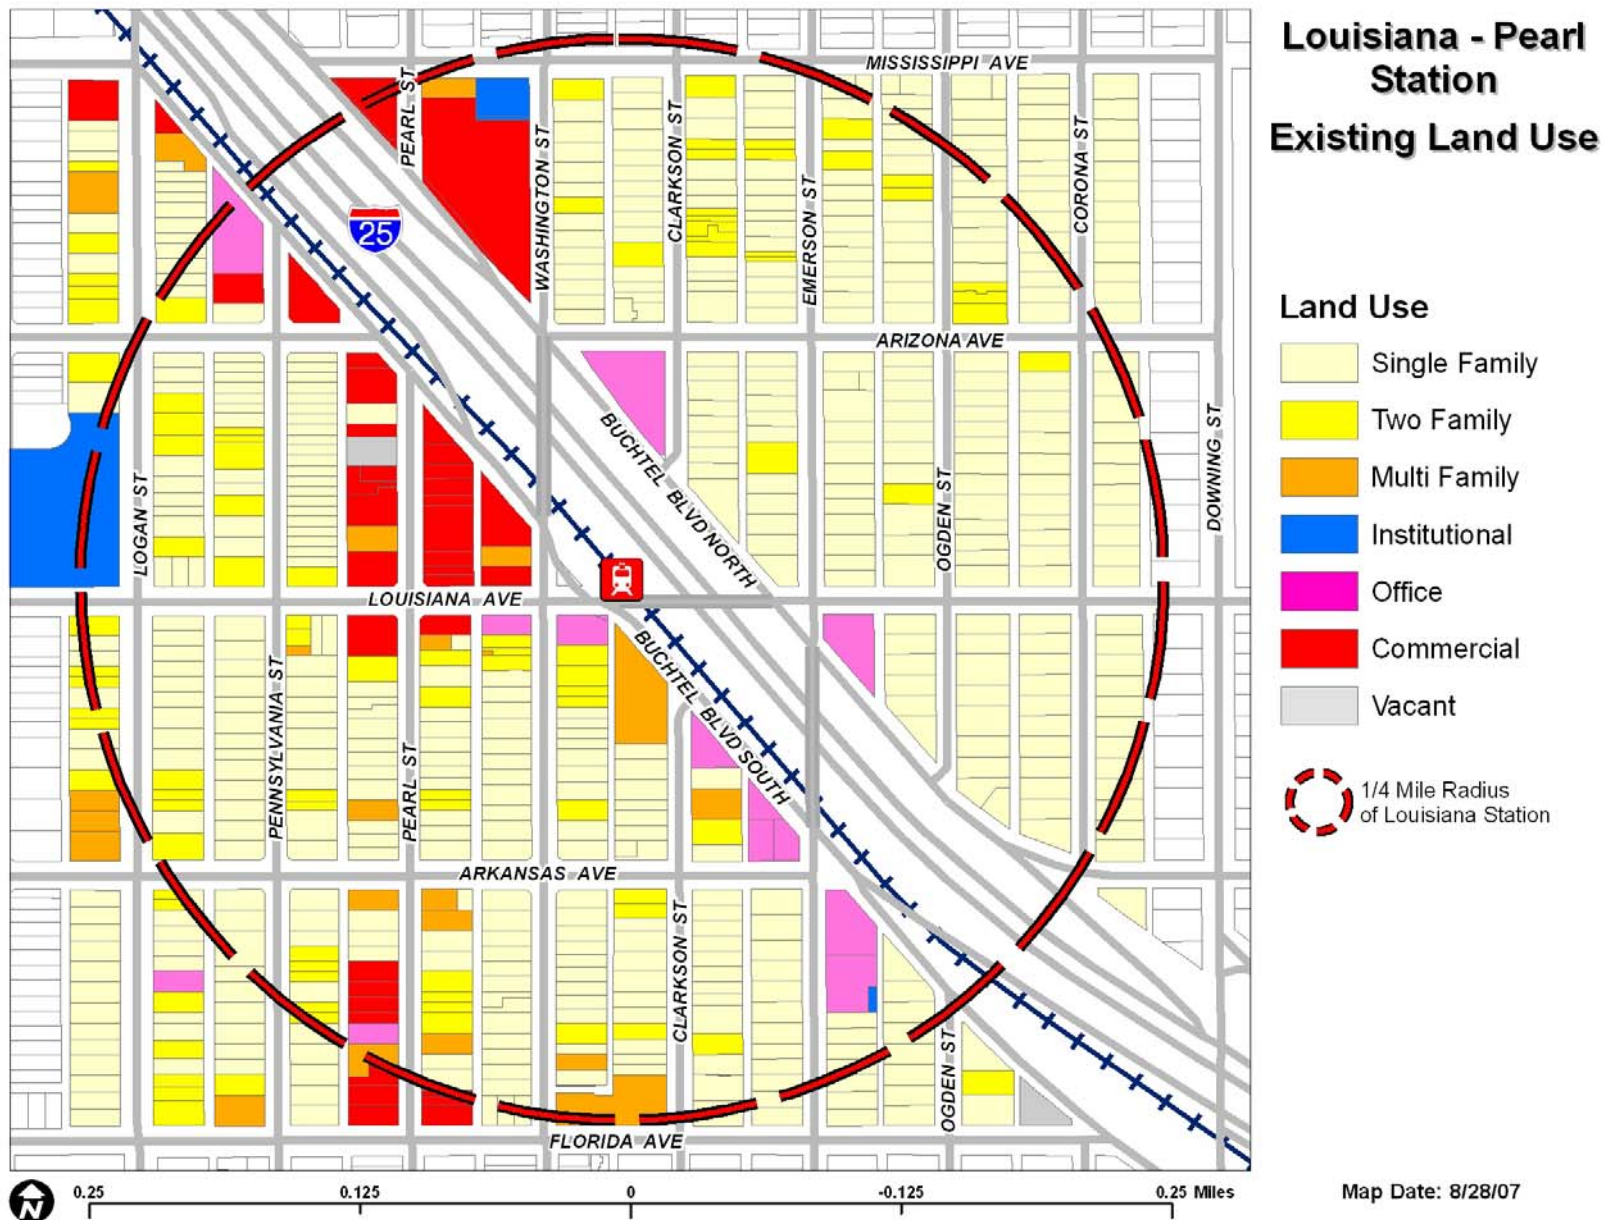 Louisiana - Pearl
Station
Existing Land Use
MISSISSIPPI AVE
PEARL ST
WASHINGTON ST
CLARKSON ST
EMERSON ST
CORONA ST
25
ARIZONA AVE
BUCHTEL BLVD NORTH
LOGAN ST
OGDEN ST
DOWNING ST
LOUISIANA AVE
BUCHTEL BLVD SOUTH
PENNSYLVANIA ST
PEARL ST
ARKANSAS AVE
CLARKSON ST
OGDEN ST
FLORIDA AVE
Land Use
Single Family
Two Family
Multi Family
Institutional
Office
Commercial
Vacant
1/4 Mile Radius
of Louisiana Station
N
0.25 0.125 0 -0.125 0.25 Miles
Map Date: 8/28/07